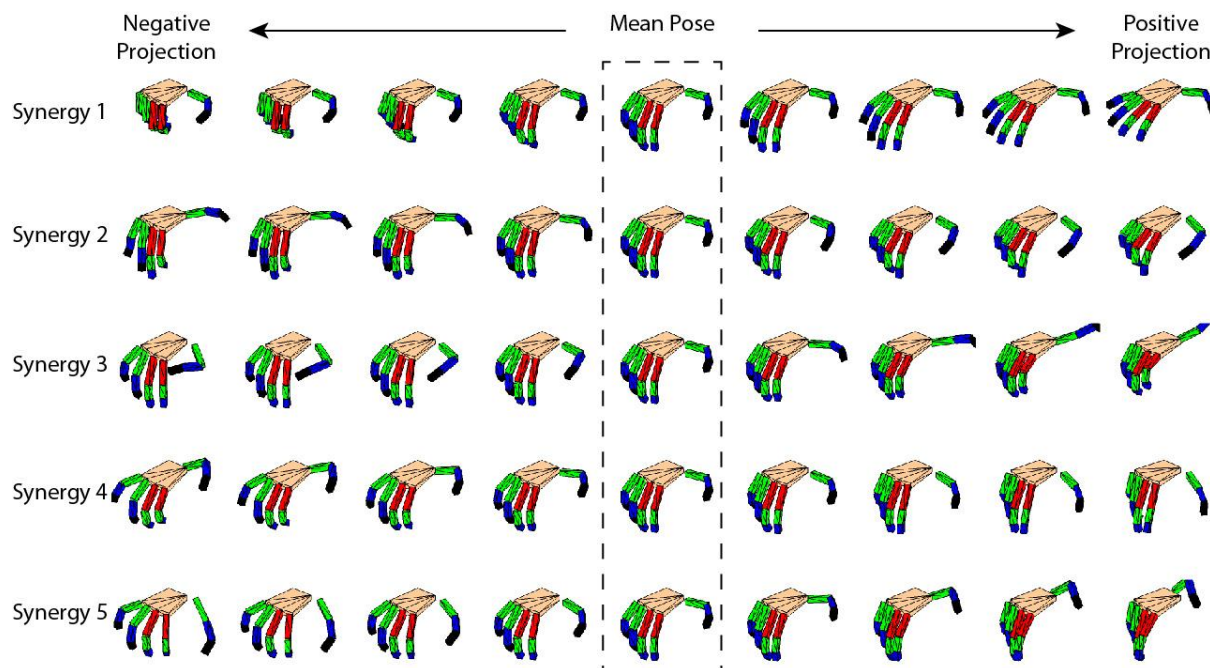 Negative
Projection
Mean Pose
Positive
Projection
Synergy 1
Synergy 2
Synergy 3
Synergy 4
Synergy 5